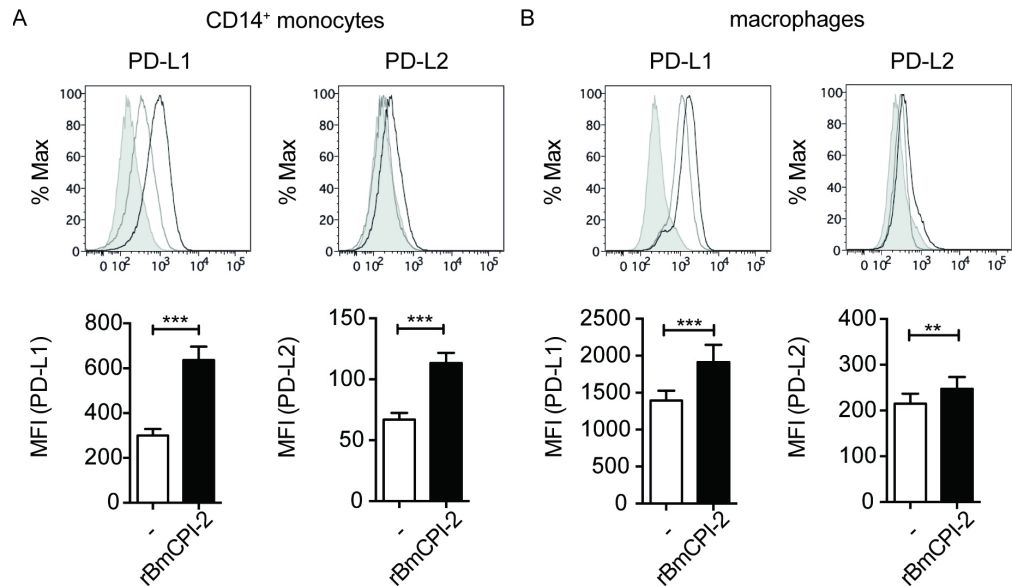 A
CD14⁺ monocytes
B
macrophages
PD-L1
PD-L2
PD-L1
PD-L2
% Max
100
80
60
40
20
0
0 10² 10³ 10⁴ 10⁵
% Max
100
80
60
40
20
0
0 10² 10³ 10⁴ 10⁵
% Max
100
80
60
40
20
0
0 10² 10³ 10⁴ 10⁵
% Max
100
80
60
40
20
0
0 10² 10³ 10⁴ 10⁵
MFI (PD-L1)
800
600
400
200
0
***
-
rBmCPI-2
MFI (PD-L2)
150
100
50
0
***
-
rBmCPI-2
MFI (PD-L1)
2500
2000
1500
1000
500
0
***
-
rBmCPI-2
MFI (PD-L2)
400
300
200
100
0
**
-
rBmCPI-2